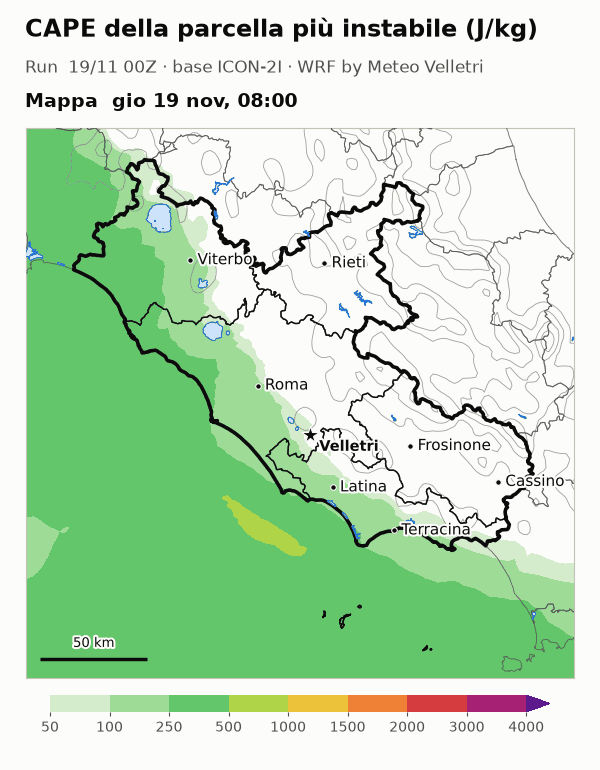 CAPE della parcella più instabile (J/kg)
Run  19/11 00Z · base ICON-2I · WRF by Meteo Velletri
Mappa  gio 19 nov, 08:00
Viterbo
Rieti
Roma
Velletri
Frosinone
Cassino
Latina
Terracina
50 km
50 100 250 500 1000 1500 2000 3000 4000